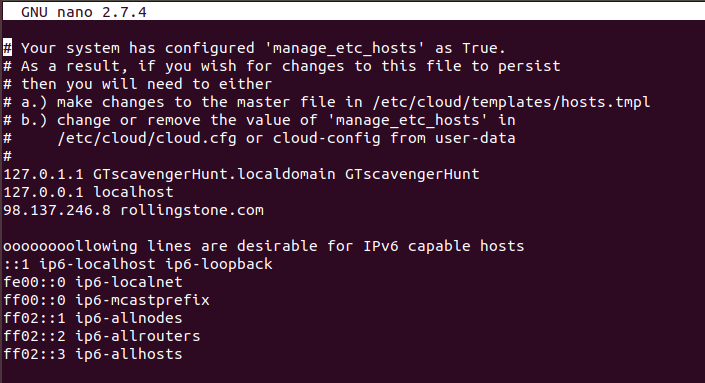 GNU nano 2.7.4
# Your system has configured 'manage_etc_hosts' as True.
# As a result, if you wish for changes to this file to persist
# then you will need to either
# a.) make changes to the master file in /etc/cloud/templates/hosts.tmpl
# b.) change or remove the value of 'manage_etc_hosts' in
#     /etc/cloud/cloud.cfg or cloud-config from user-data
#
127.0.1.1 GTscavengerHunt.localdomain GTscavengerHunt
127.0.0.1 localhost
98.137.246.8 rollingstone.com
oooooooollowing lines are desirable for IPv6 capable hosts
::1 ip6-localhost ip6-loopback
fe00::0 ip6-localnet
ff00::0 ip6-mcastprefix
ff02::1 ip6-allnodes
ff02::2 ip6-allrouters
ff02::3 ip6-allhosts